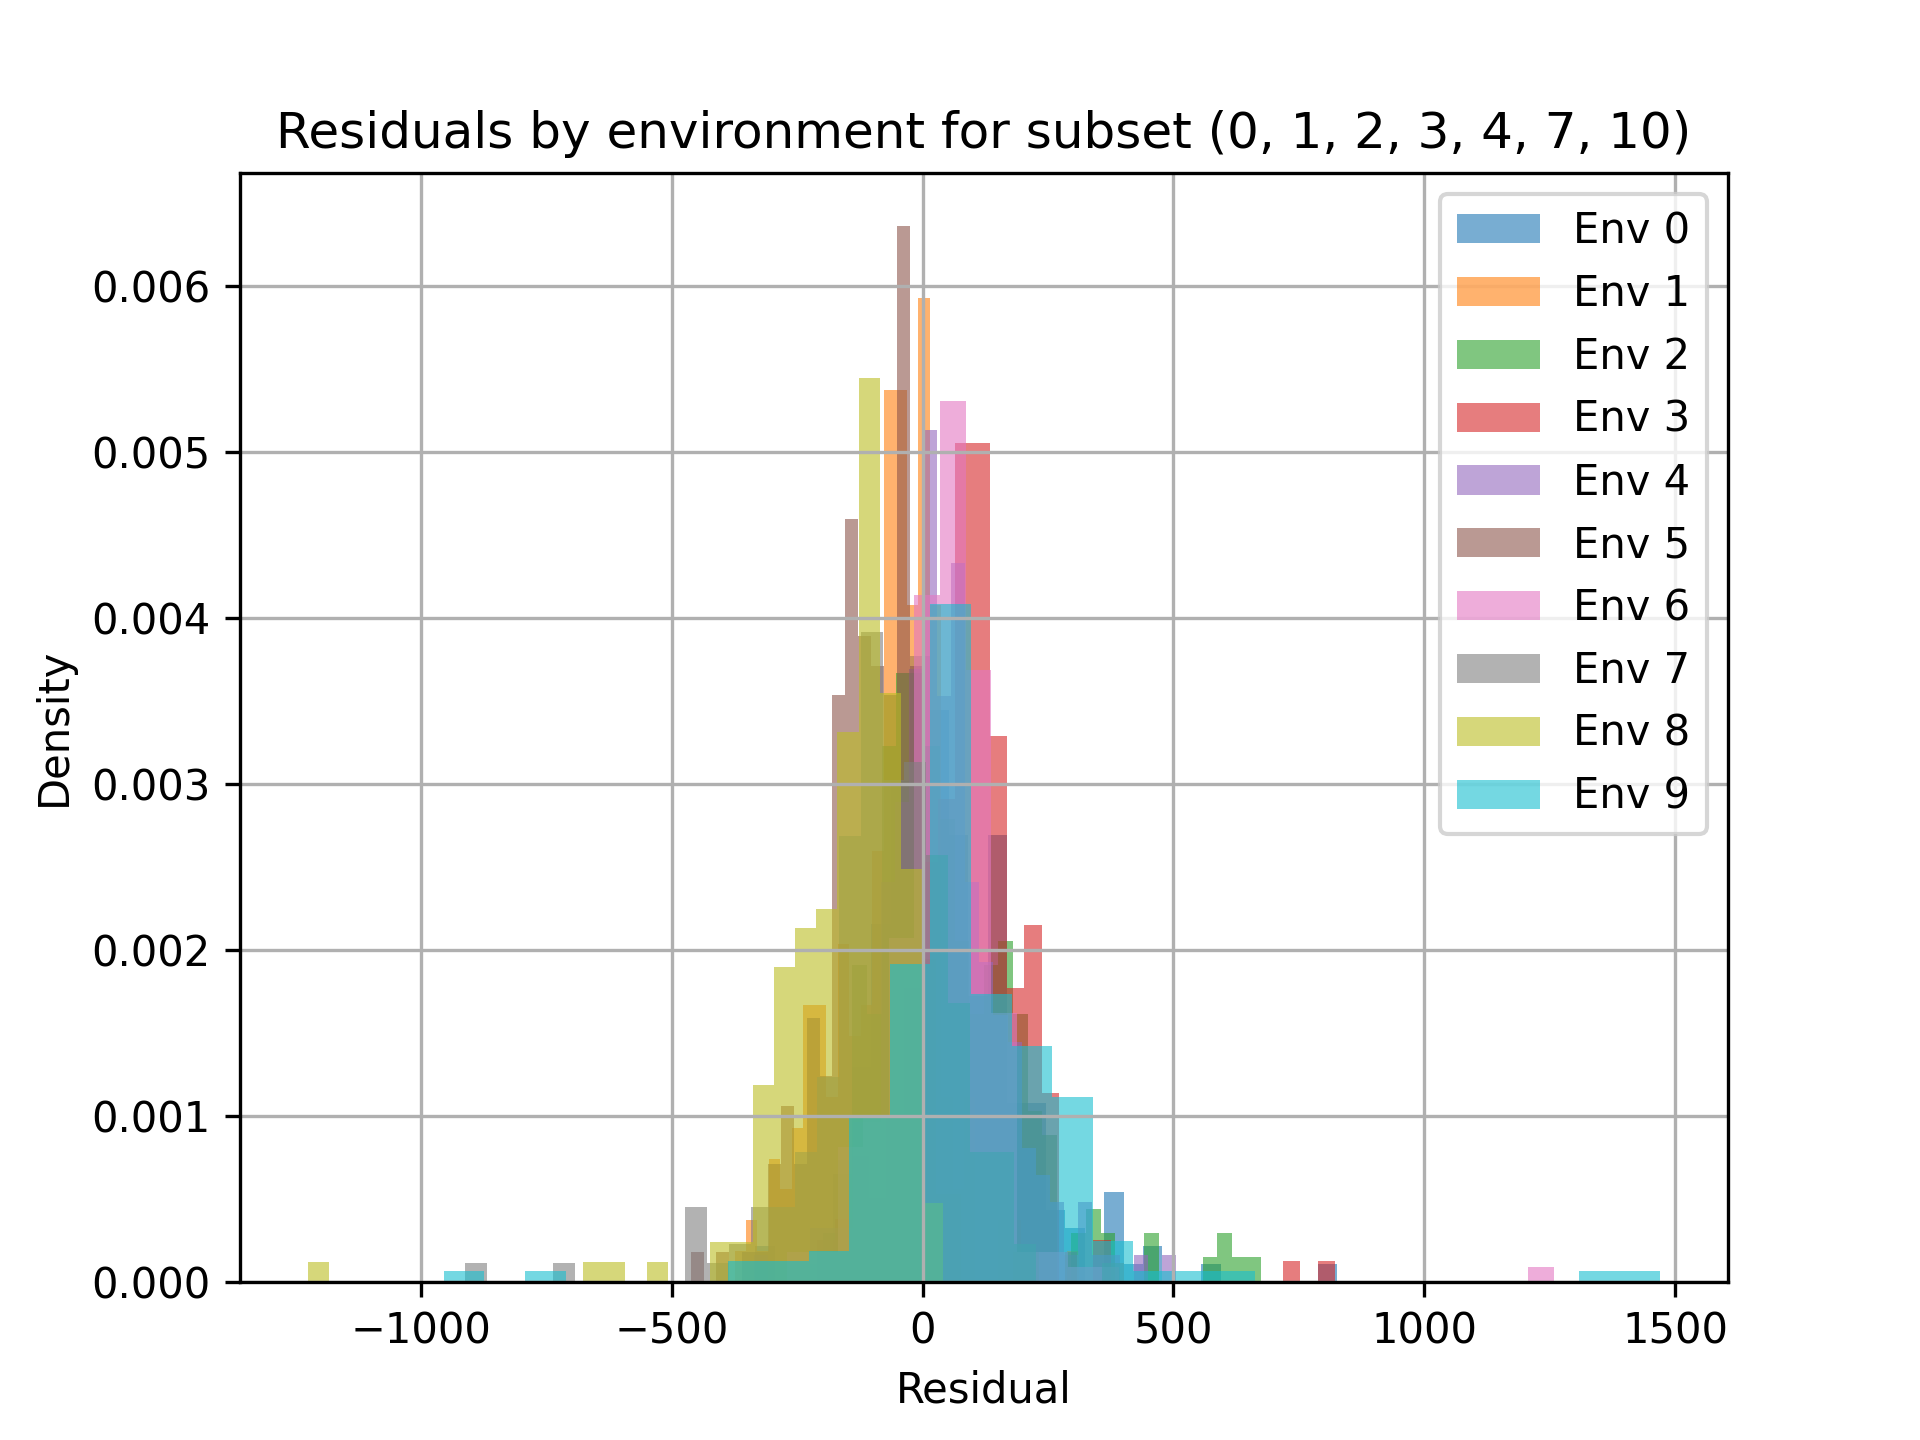 Residuals by environment for subset (0, 1, 2, 3, 4, 7, 10)
Env 0
Env 1
Env 2
Env 3
Env 4
Env 5
Env 6
Env 7
Env 8
Env 9
0.006
0.005
0.004
0.003
0.002
0.001
0.000
Density
−1000
−500
0
500
1000
1500
Residual